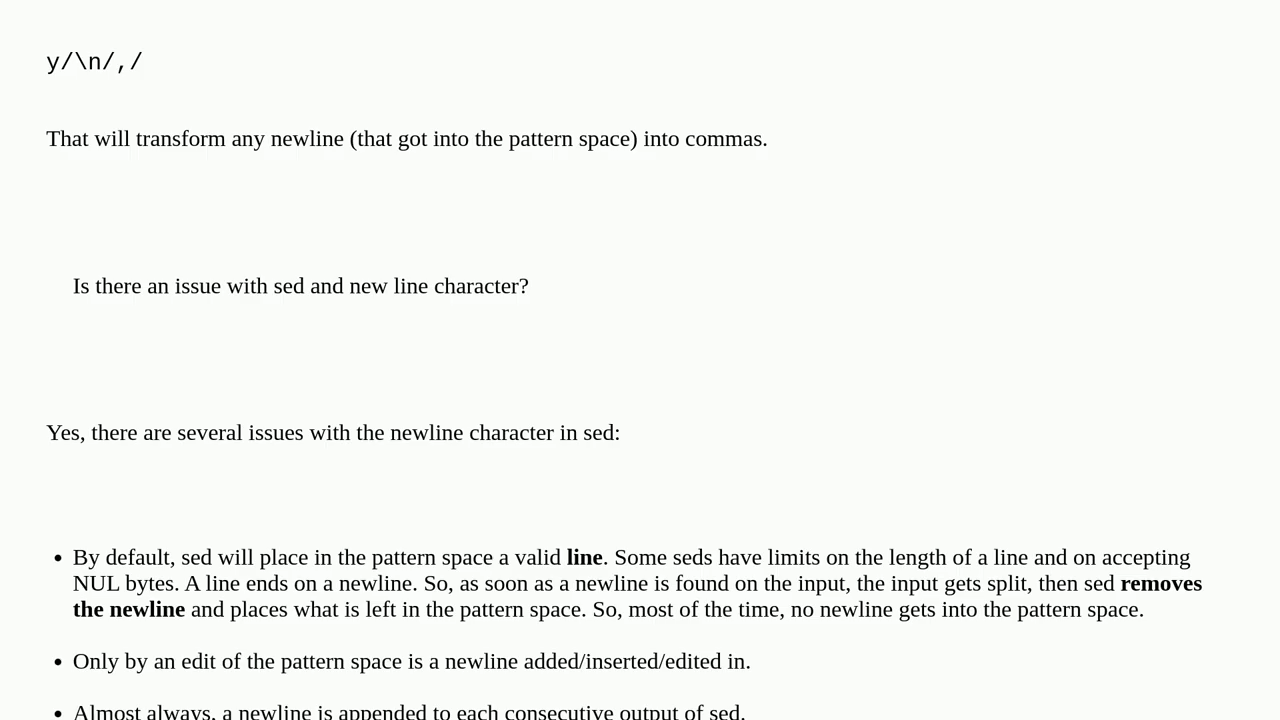 y/\n/,/
That will transform any newline (that got into the pattern space) into commas.
Is there an issue with sed and new line character?
Yes, there are several issues with the newline character in sed:
• By default, sed will place in the pattern space a valid line. Some seds have limits on the length of a line and on accepting
NUL bytes. A line ends on a newline. So, as soon as a newline is found on the input, the input gets split, then sed removes
the newline and places what is left in the pattern space. So, most of the time, no newline gets into the pattern space.
• Only by an edit of the pattern space is a newline added/inserted/edited in.
• Almost always, a newline is appended to each consecutive output of sed.